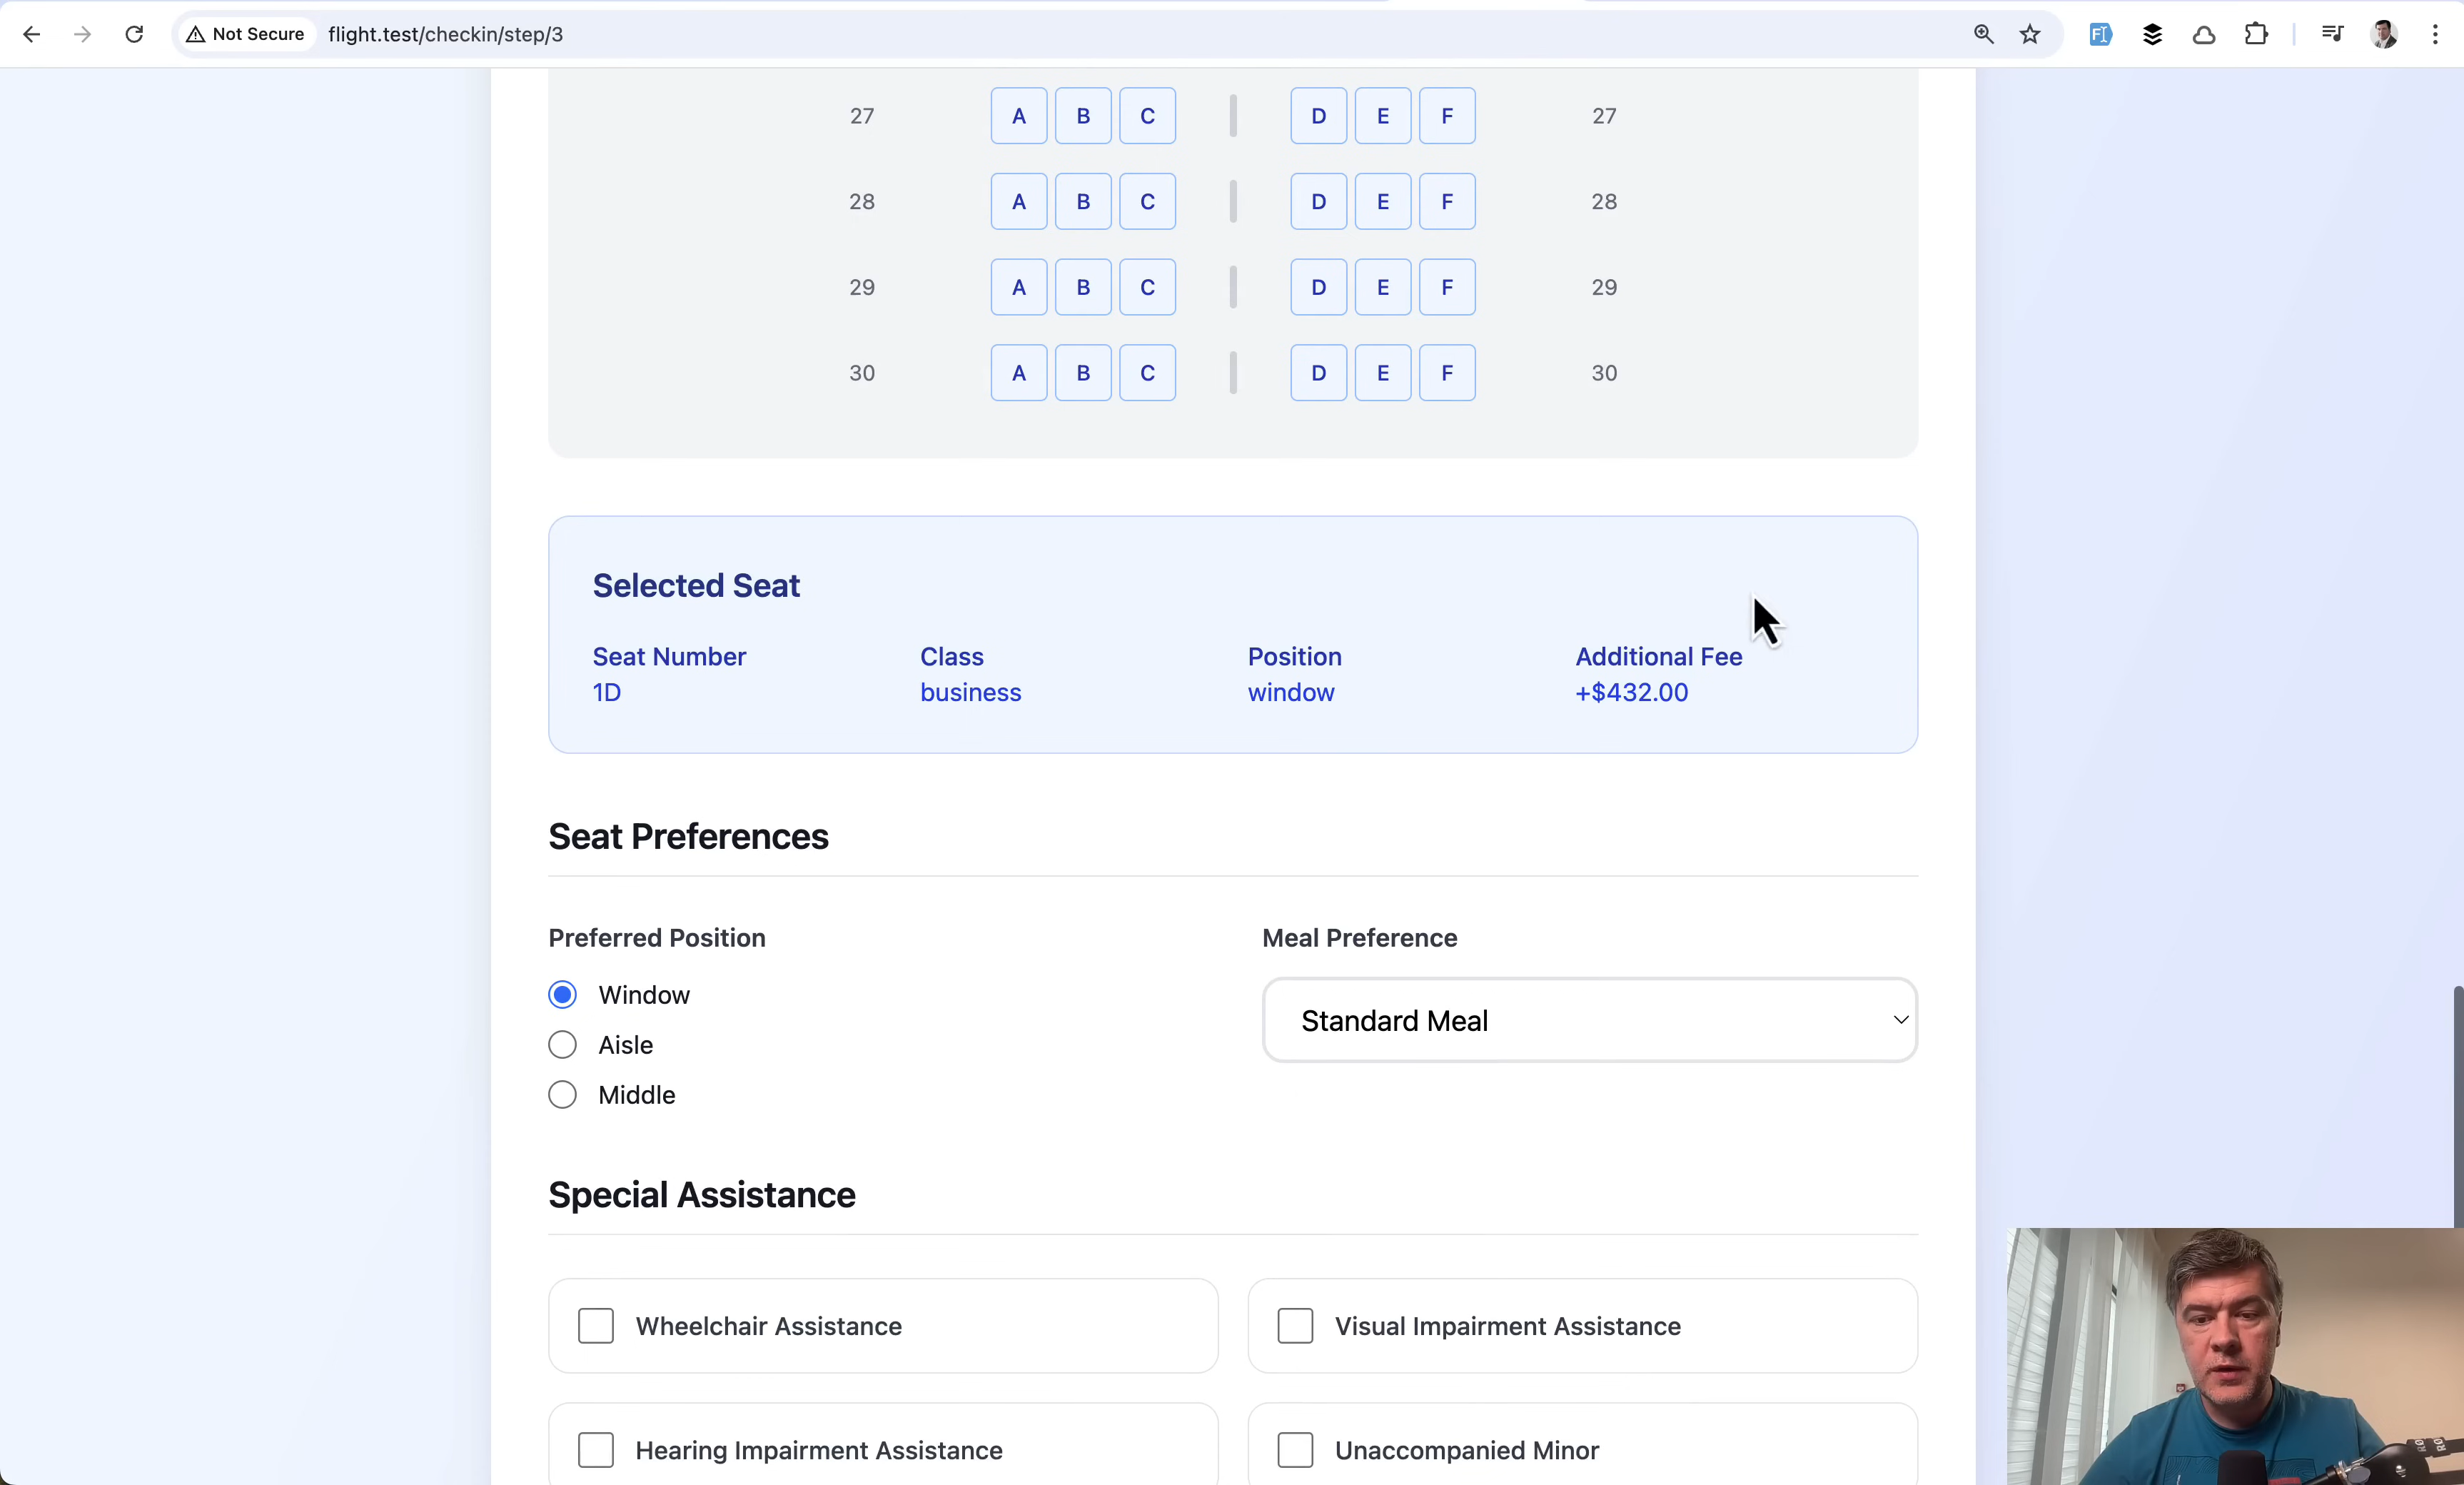 Not Secure flight.test/checkin/step/3
27 A B C D E F 27
28 A B C D E F 28
29 A B C D E F 29
30 A B C D E F 30
Selected Seat
Seat Number Class Position Additional Fee
1D business window +$432.00
Seat Preferences
Preferred Position Meal Preference
Window
Standard Meal
Aisle
Middle
Special Assistance
Wheelchair Assistance Visual Impairment Assistance
Hearing Impairment Assistance Unaccompanied Minor